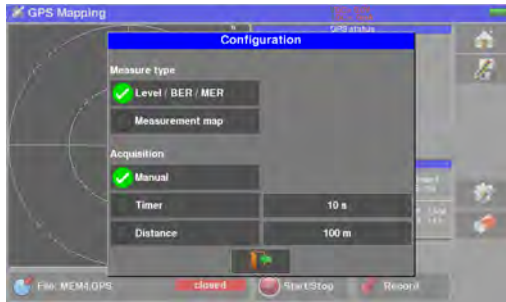 GPS Mapping
GPS status
Configuration
Measure type
Level / BER / MER
Measurement map
Acquisition
Manual
Timer
10 s
Distance
100 m
File: MEM4.GPS
closed
Start/Stop
Record